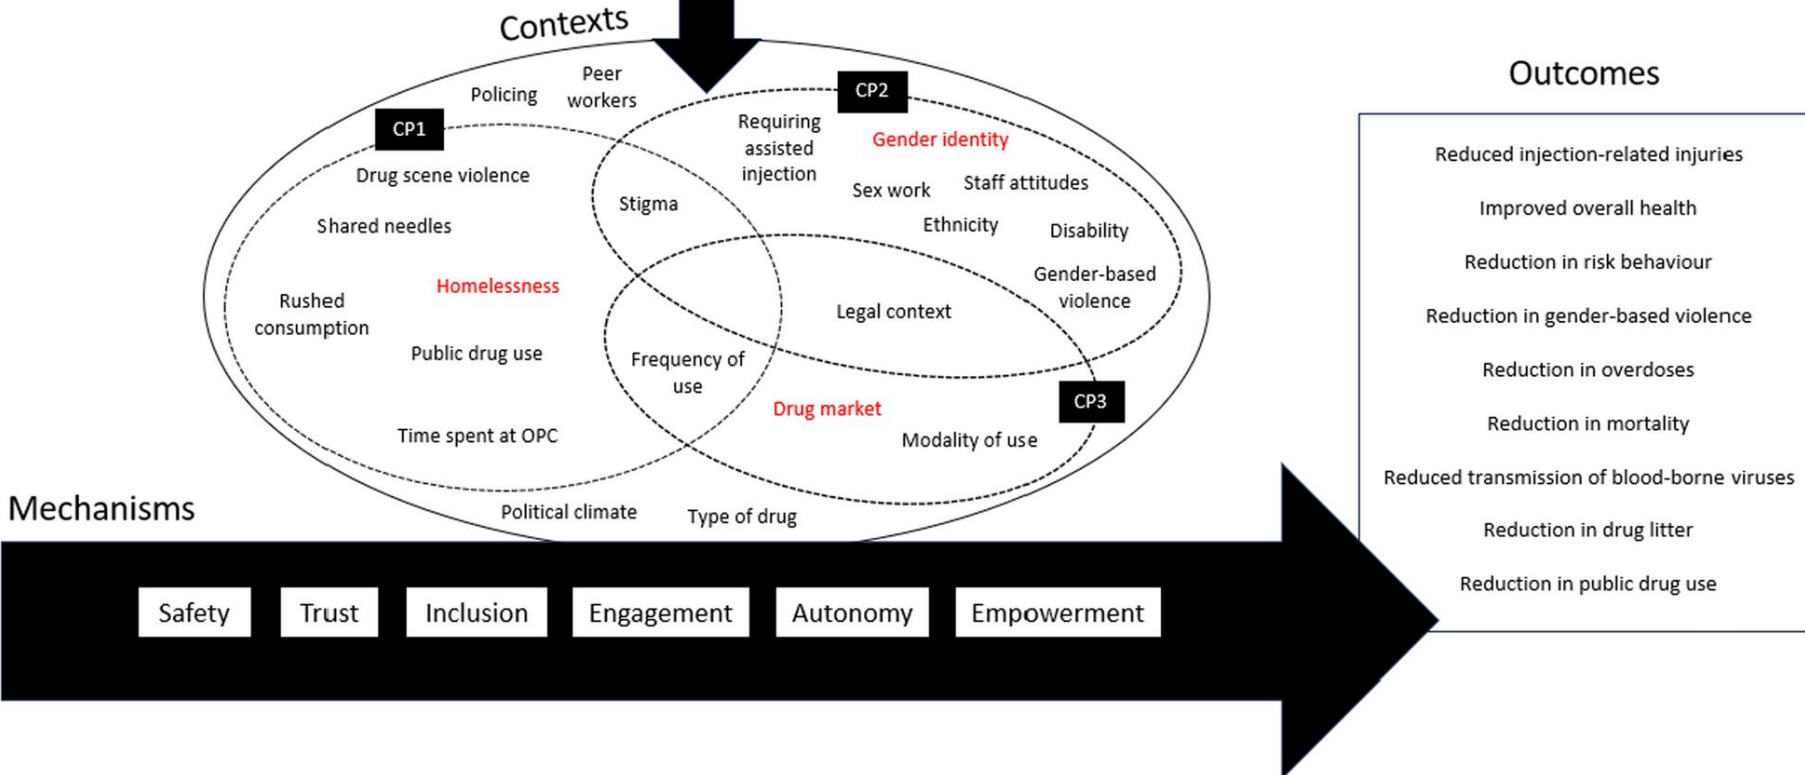 Contexts
Peer
workers
Policing
CP1
CP2
Requiring
assisted
injection
Gender identity
Drug scene violence
Sex work
Staff attitudes
Stigma
Shared needles
Ethnicity
Disability
Gender-based
violence
Homelessness
Rushed
consumption
Legal context
Public drug use
Frequency of
use
Drug market
CP3
Time spent at OPC
Modality of use
Political climate
Type of drug
Mechanisms
Safety
Trust
Inclusion
Engagement
Autonomy
Empowerment
Outcomes
Reduced injection-related injuries
Improved overall health
Reduction in risk behaviour
Reduction in gender-based violence
Reduction in overdoses
Reduction in mortality
Reduced transmission of blood-borne viruses
Reduction in drug litter
Reduction in public drug use